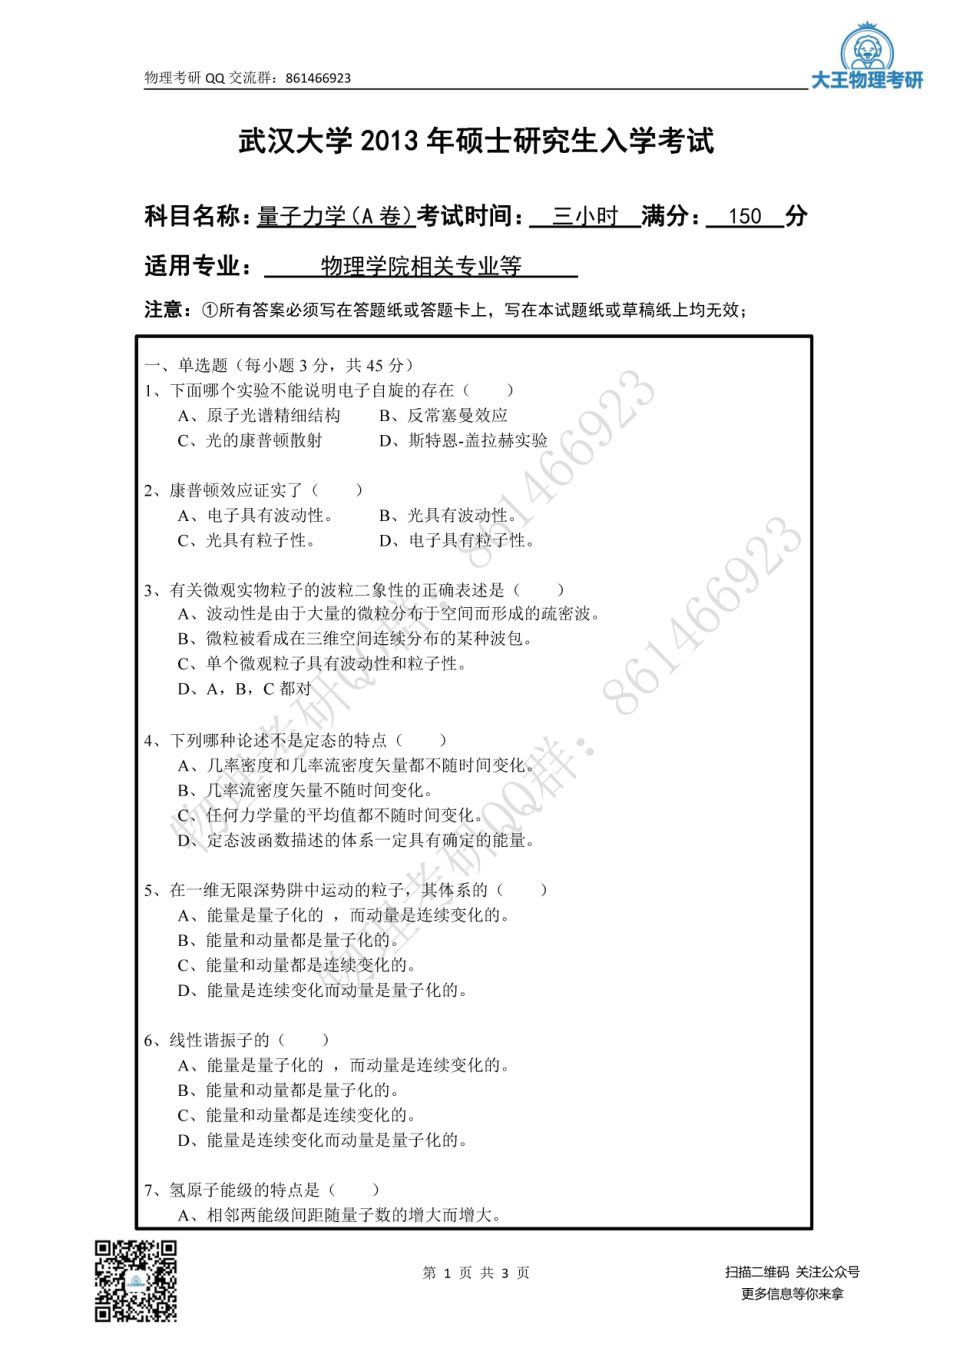 物理考研 QQ 交流群：861466923
大王物理考研
武汉大学 2013 年硕士研究生入学考试
科目名称：量子力学（A 卷）考试时间： 三小时 满分： 150 分
适用专业： 物理学院相关专业等
注意：①所有答案必须写在答题纸或答题卡上，写在本试题纸或草稿纸上均无效；
一、单选题（每小题 3 分，共 45 分）
1、下面哪个实验不能说明电子自旋的存在（ ）
A、原子光谱精细结构 B、反常塞曼效应
C、光的康普顿散射 D、斯特恩-盖拉赫实验
2、康普顿效应证实了（ ）
A、电子具有波动性。 B、光具有波动性。
C、光具有粒子性。 D、电子具有粒子性。
3、有关微观实物粒子的波粒二象性的正确表述是（ ）
A、波动性是由于大量的微粒分布于空间而形成的疏密波。
B、微粒被看成在三维空间连续分布的某种波包。
C、单个微观粒子具有波动性和粒子性。
D、A，B，C 都对
4、下列哪种论述不是定态的特点（ ）
A、几率密度和几率流密度矢量都不随时间变化。
B、几率流密度矢量不随时间变化。
C、任何力学量的平均值都不随时间变化。
D、定态波函数描述的体系一定具有确定的能量。
5、在一维无限深势阱中运动的粒子，其体系的（ ）
A、能量是量子化的 ，而动量是连续变化的。
B、能量和动量都是量子化的。
C、能量和动量都是连续变化的。
D、能量是连续变化而动量是量子化的。
6、线性谐振子的（ ）
A、能量是量子化的 ，而动量是连续变化的。
B、能量和动量都是量子化的。
C、能量和动量都是连续变化的。
D、能量是连续变化而动量是量子化的。
7、氢原子能级的特点是（ ）
A、相邻两能级间距随量子数的增大而增大。
物理考研QQ群：861466923
物理考研QQ群：861466923
大王物理考研
第 1 页 共 3 页
扫描二维码 关注公众号
更多信息等你来拿